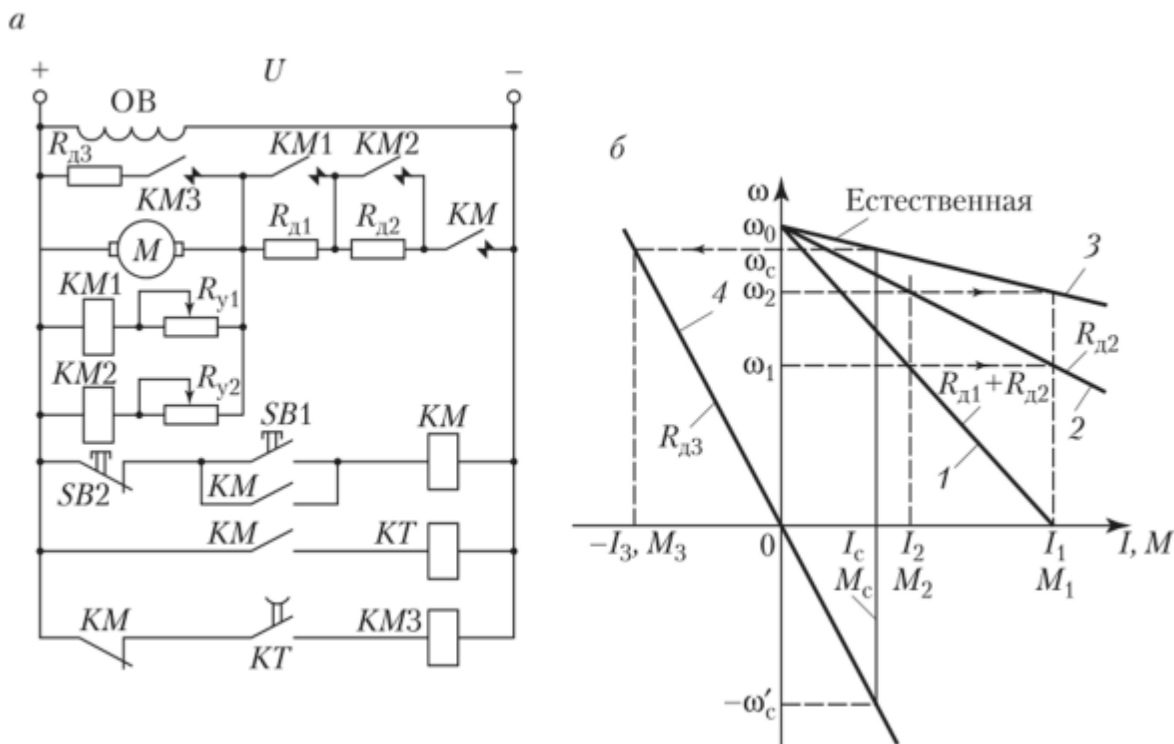 а
+ U −
ОВ
Rд3 KM1 KM2
KM3 Rд1 Rд2 KM
M
KM1 Rу1
KM2 Rу2
SB1 KM
SB2 KM
KM KT
KM KT KM3
б
ω
Естественная
ω0
ωс
ω2
ω1
3
4
Rд2
Rд1 + Rд2
Rд3
1
2
−I3, M3 0 Iс I2 I1 I, M
Mс M2 M1
−ω′с